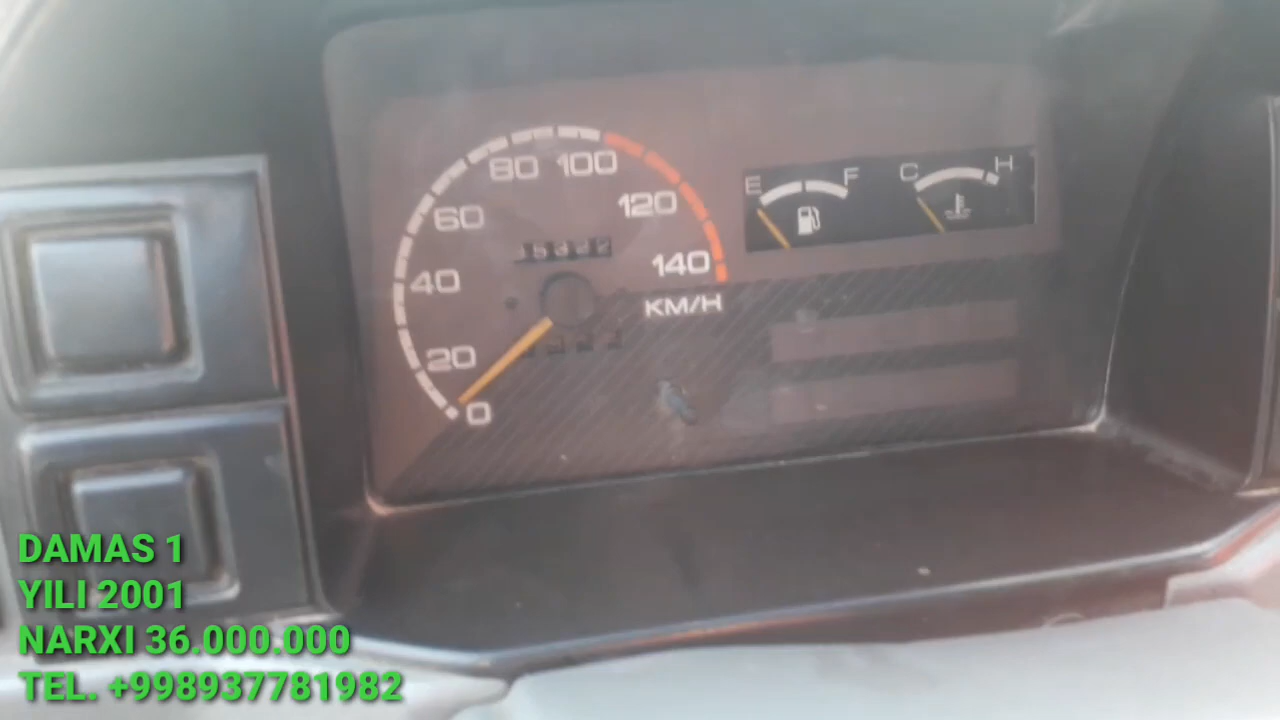 80 100
60 120
40 140
KM/H
20
0
E F C H
DAMAS 1
YILI 2001
NARXI 36.000.000
TEL. +998937781982